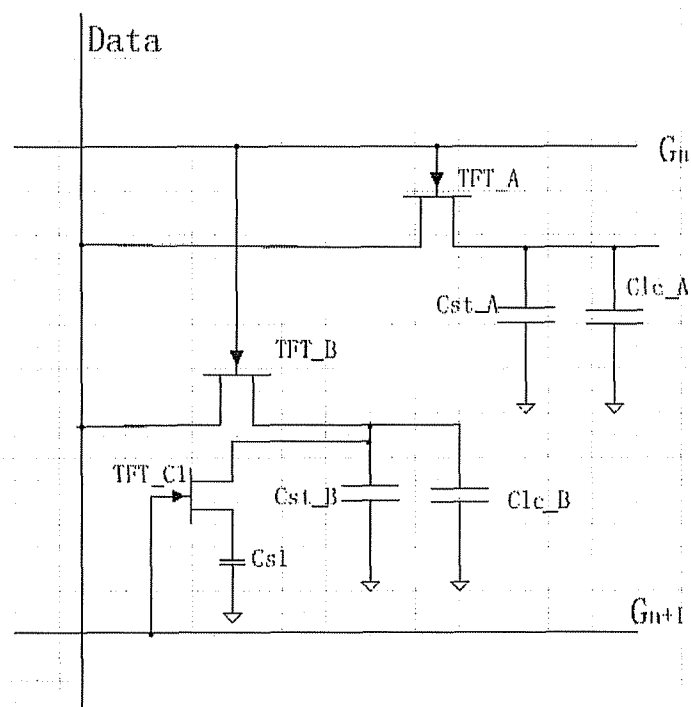 Data
Gn
TFT_A
Cst_A
Clc_A
TFT_B
TFT_C1
Cst_B
Clc_B
Cs1
Gn+1